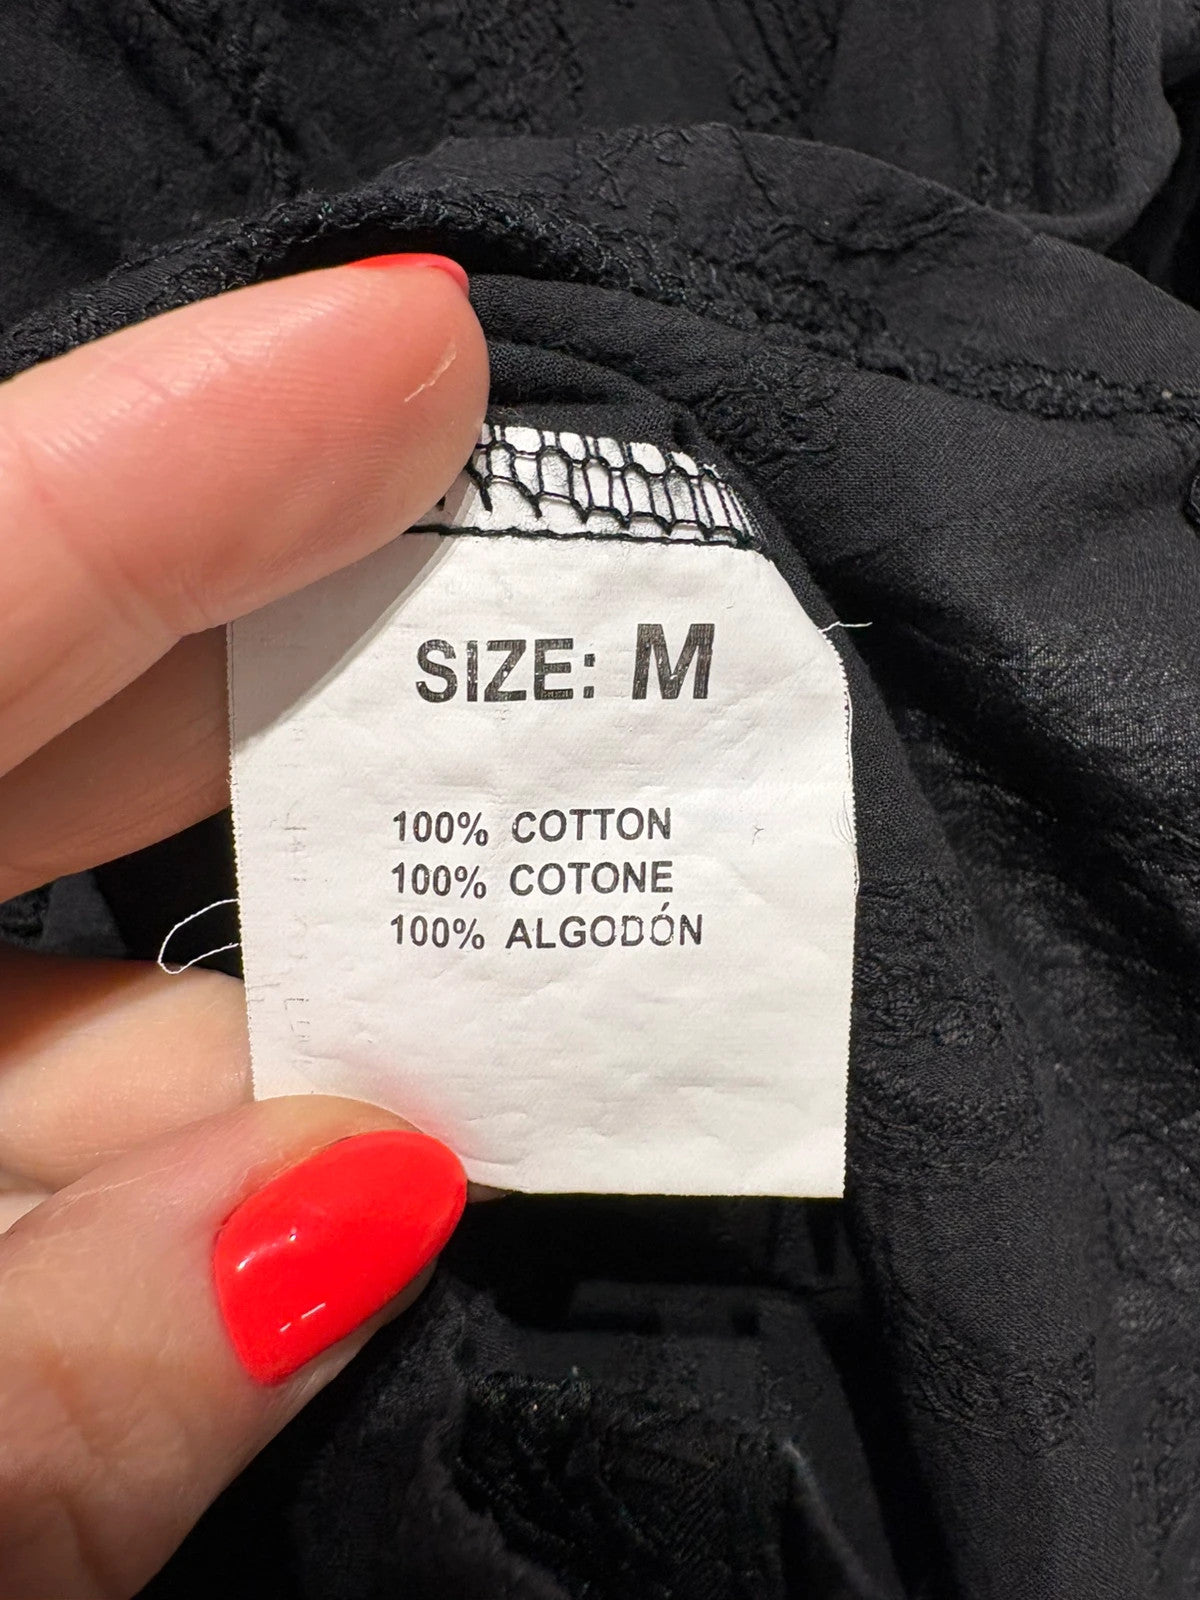 SIZE: M
100% COTTON
100% COTONE
100% ALGODÓN